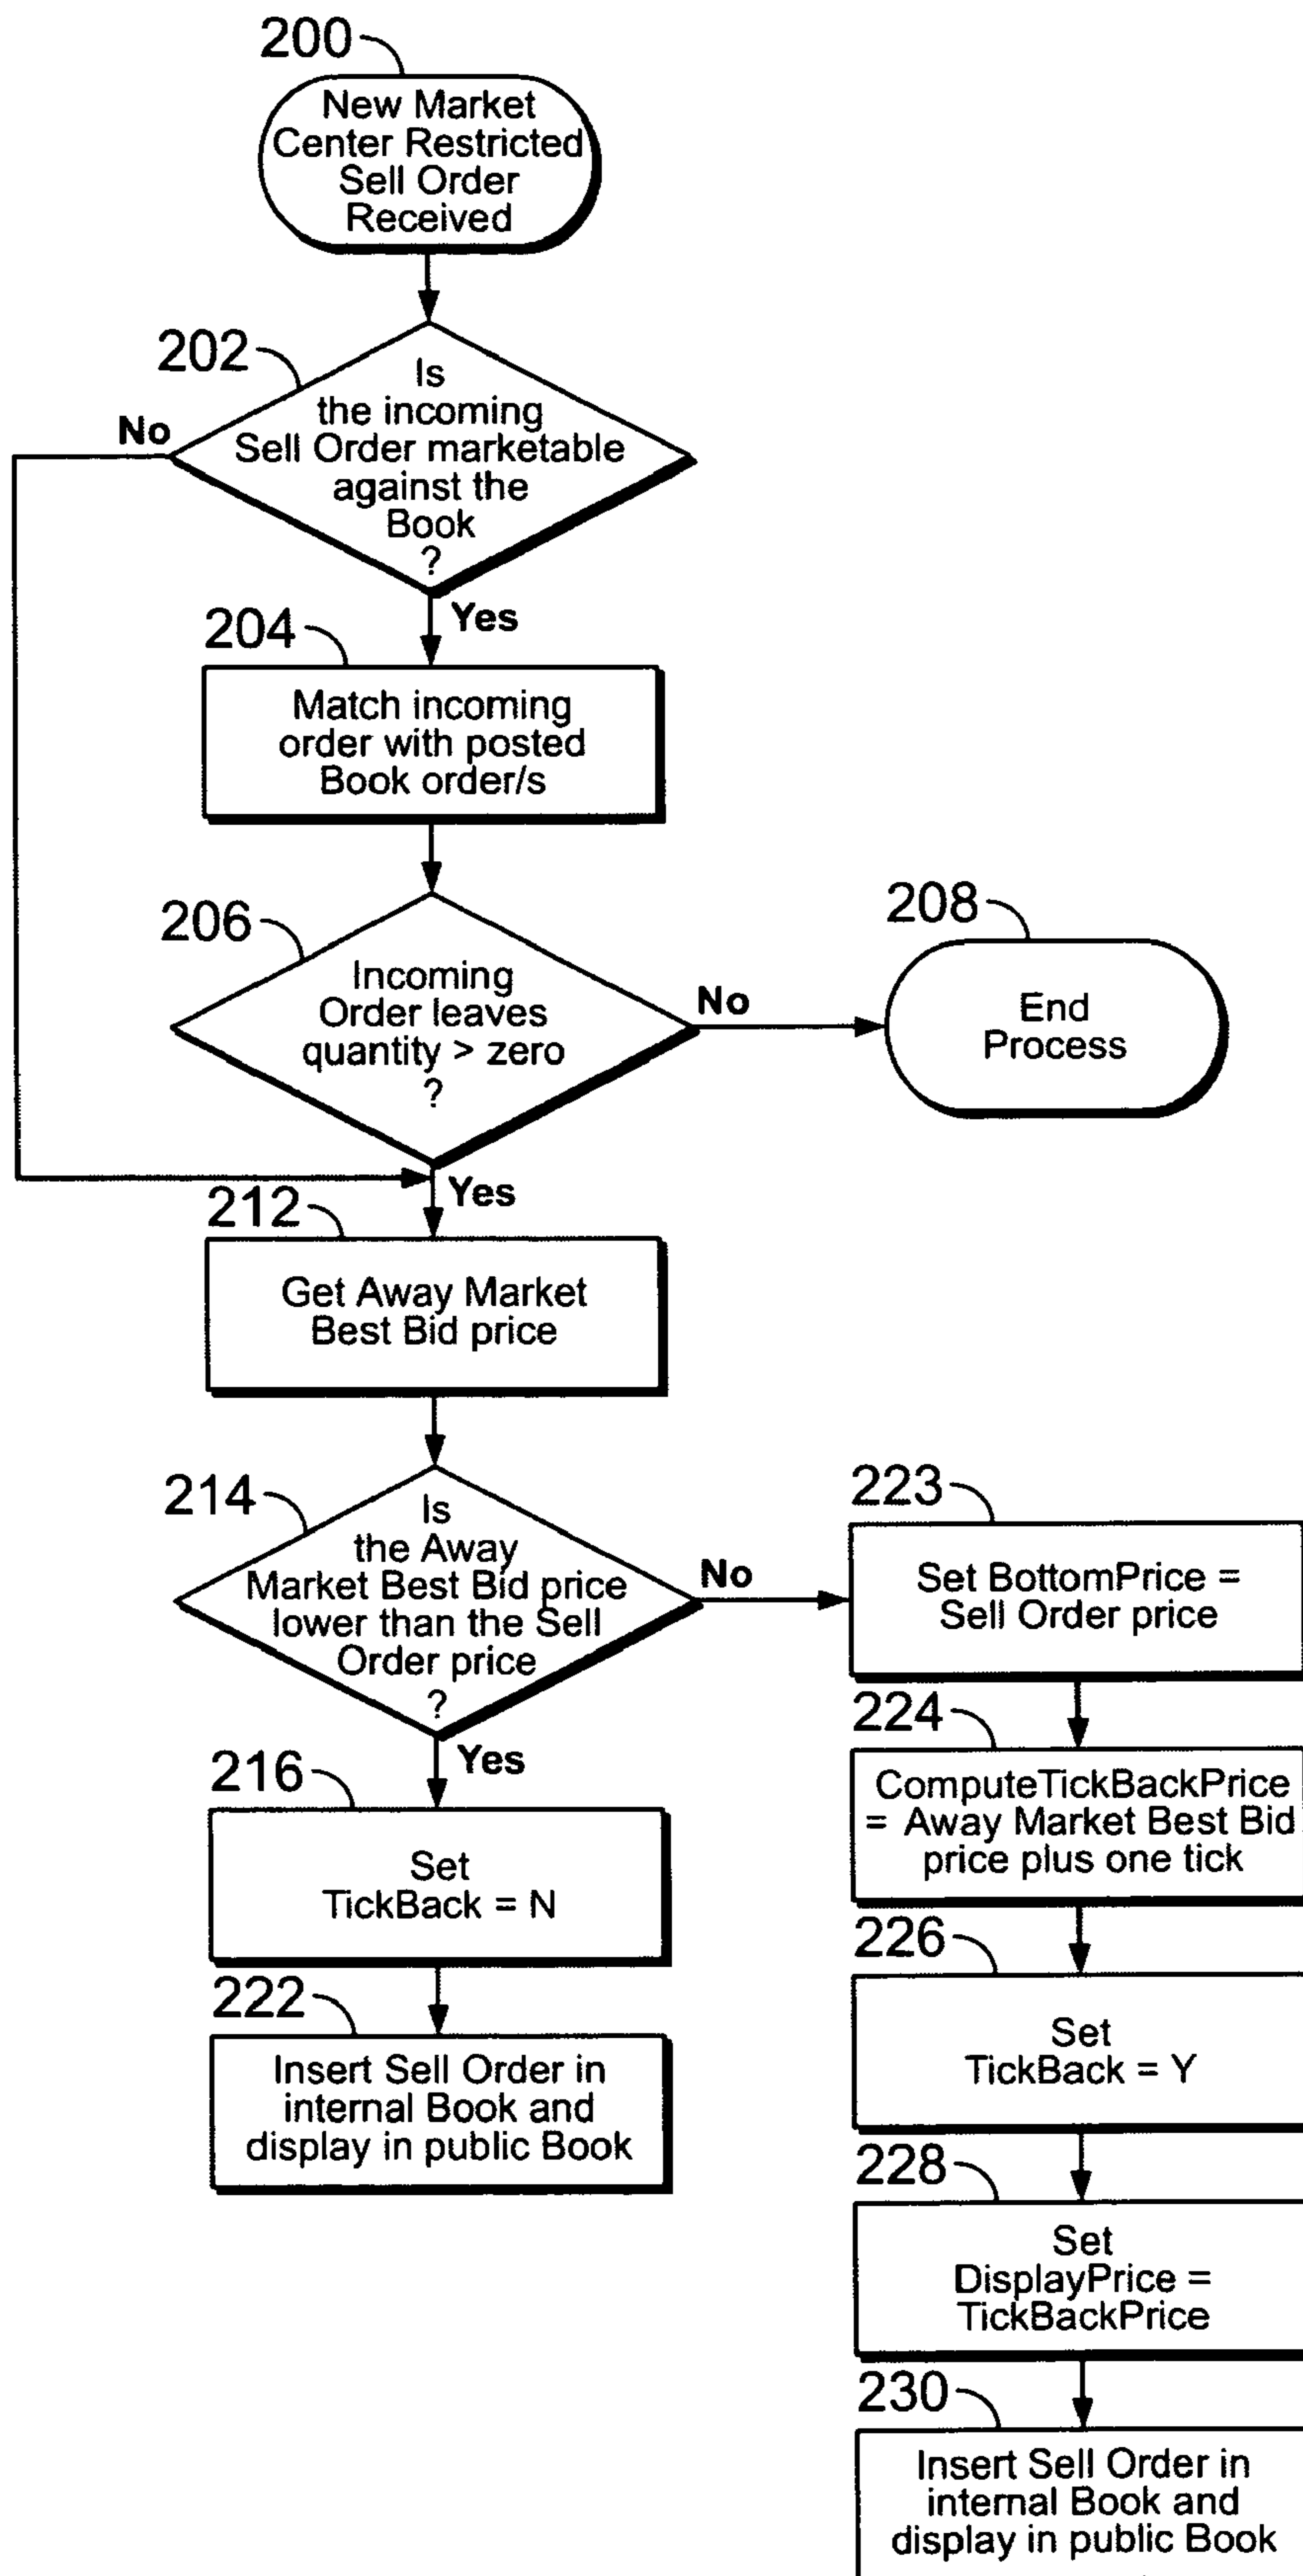 200
New Market
Center Restricted
Sell Order
Received
202
Is
the incoming
Sell Order marketable
against the
Book
?
No
Yes
204
Match incoming
order with posted
Book order/s
206
Incoming
Order leaves
quantity > zero
?
No
208
End
Process
Yes
212
Get Away Market
Best Bid price
214
Is
the Away
Market Best Bid price
lower than the Sell
Order price
?
No
Yes
216
Set
TickBack = N
222
Insert Sell Order in
internal Book and
display in public Book
223
Set BottomPrice =
Sell Order price
224
ComputeTickBackPrice
= Away Market Best Bid
price plus one tick
226
Set
TickBack = Y
228
Set
DisplayPrice =
TickBackPrice
230
Insert Sell Order in
internal Book and
display in public Book